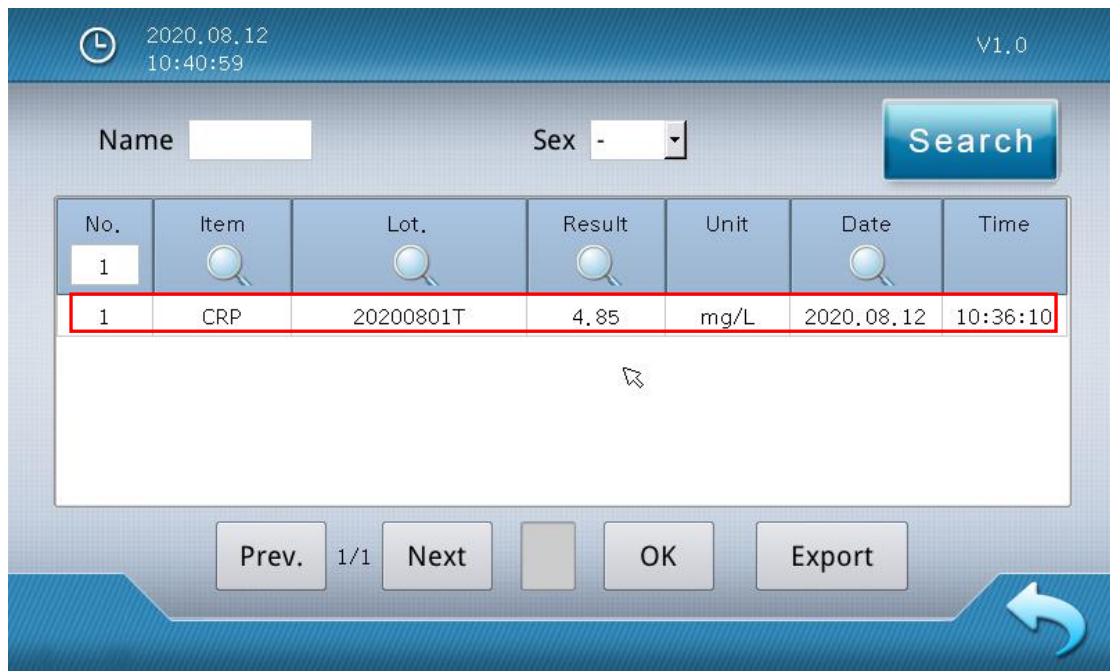 2020.08.12
10:40:59
V1.0
Name
Sex -
Search
No. Item Lot. Result Unit Date Time
1
1 CRP 20200801T 4.85 mg/L 2020.08.12 10:36:10
Prev. 1/1 Next OK Export